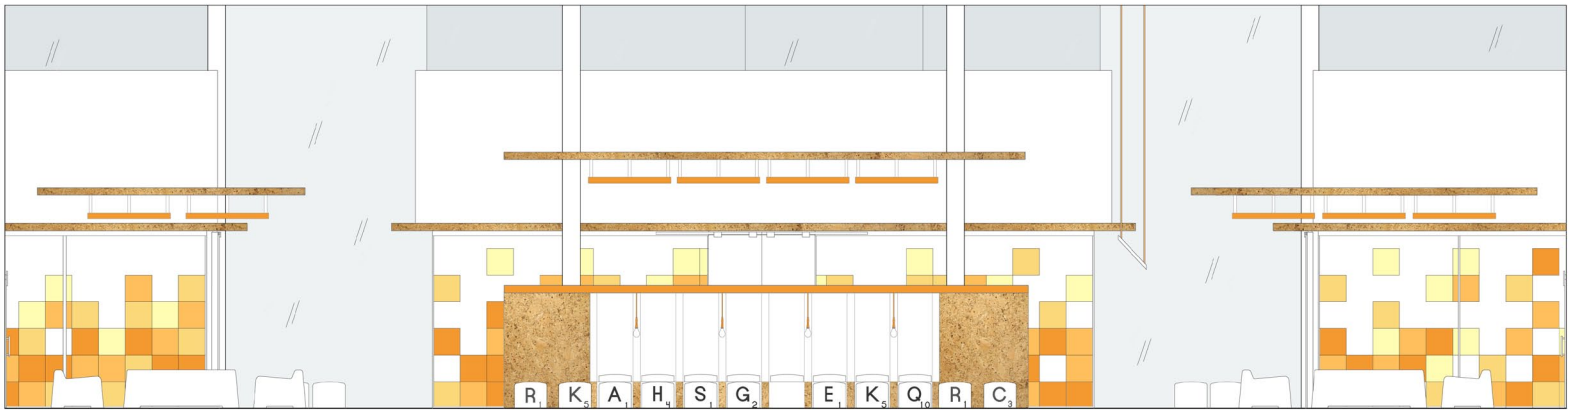 R₁ K₅ A₁ H₄ S₁ G₂ E₁ K₅ Q₁₀ R₁ C₃